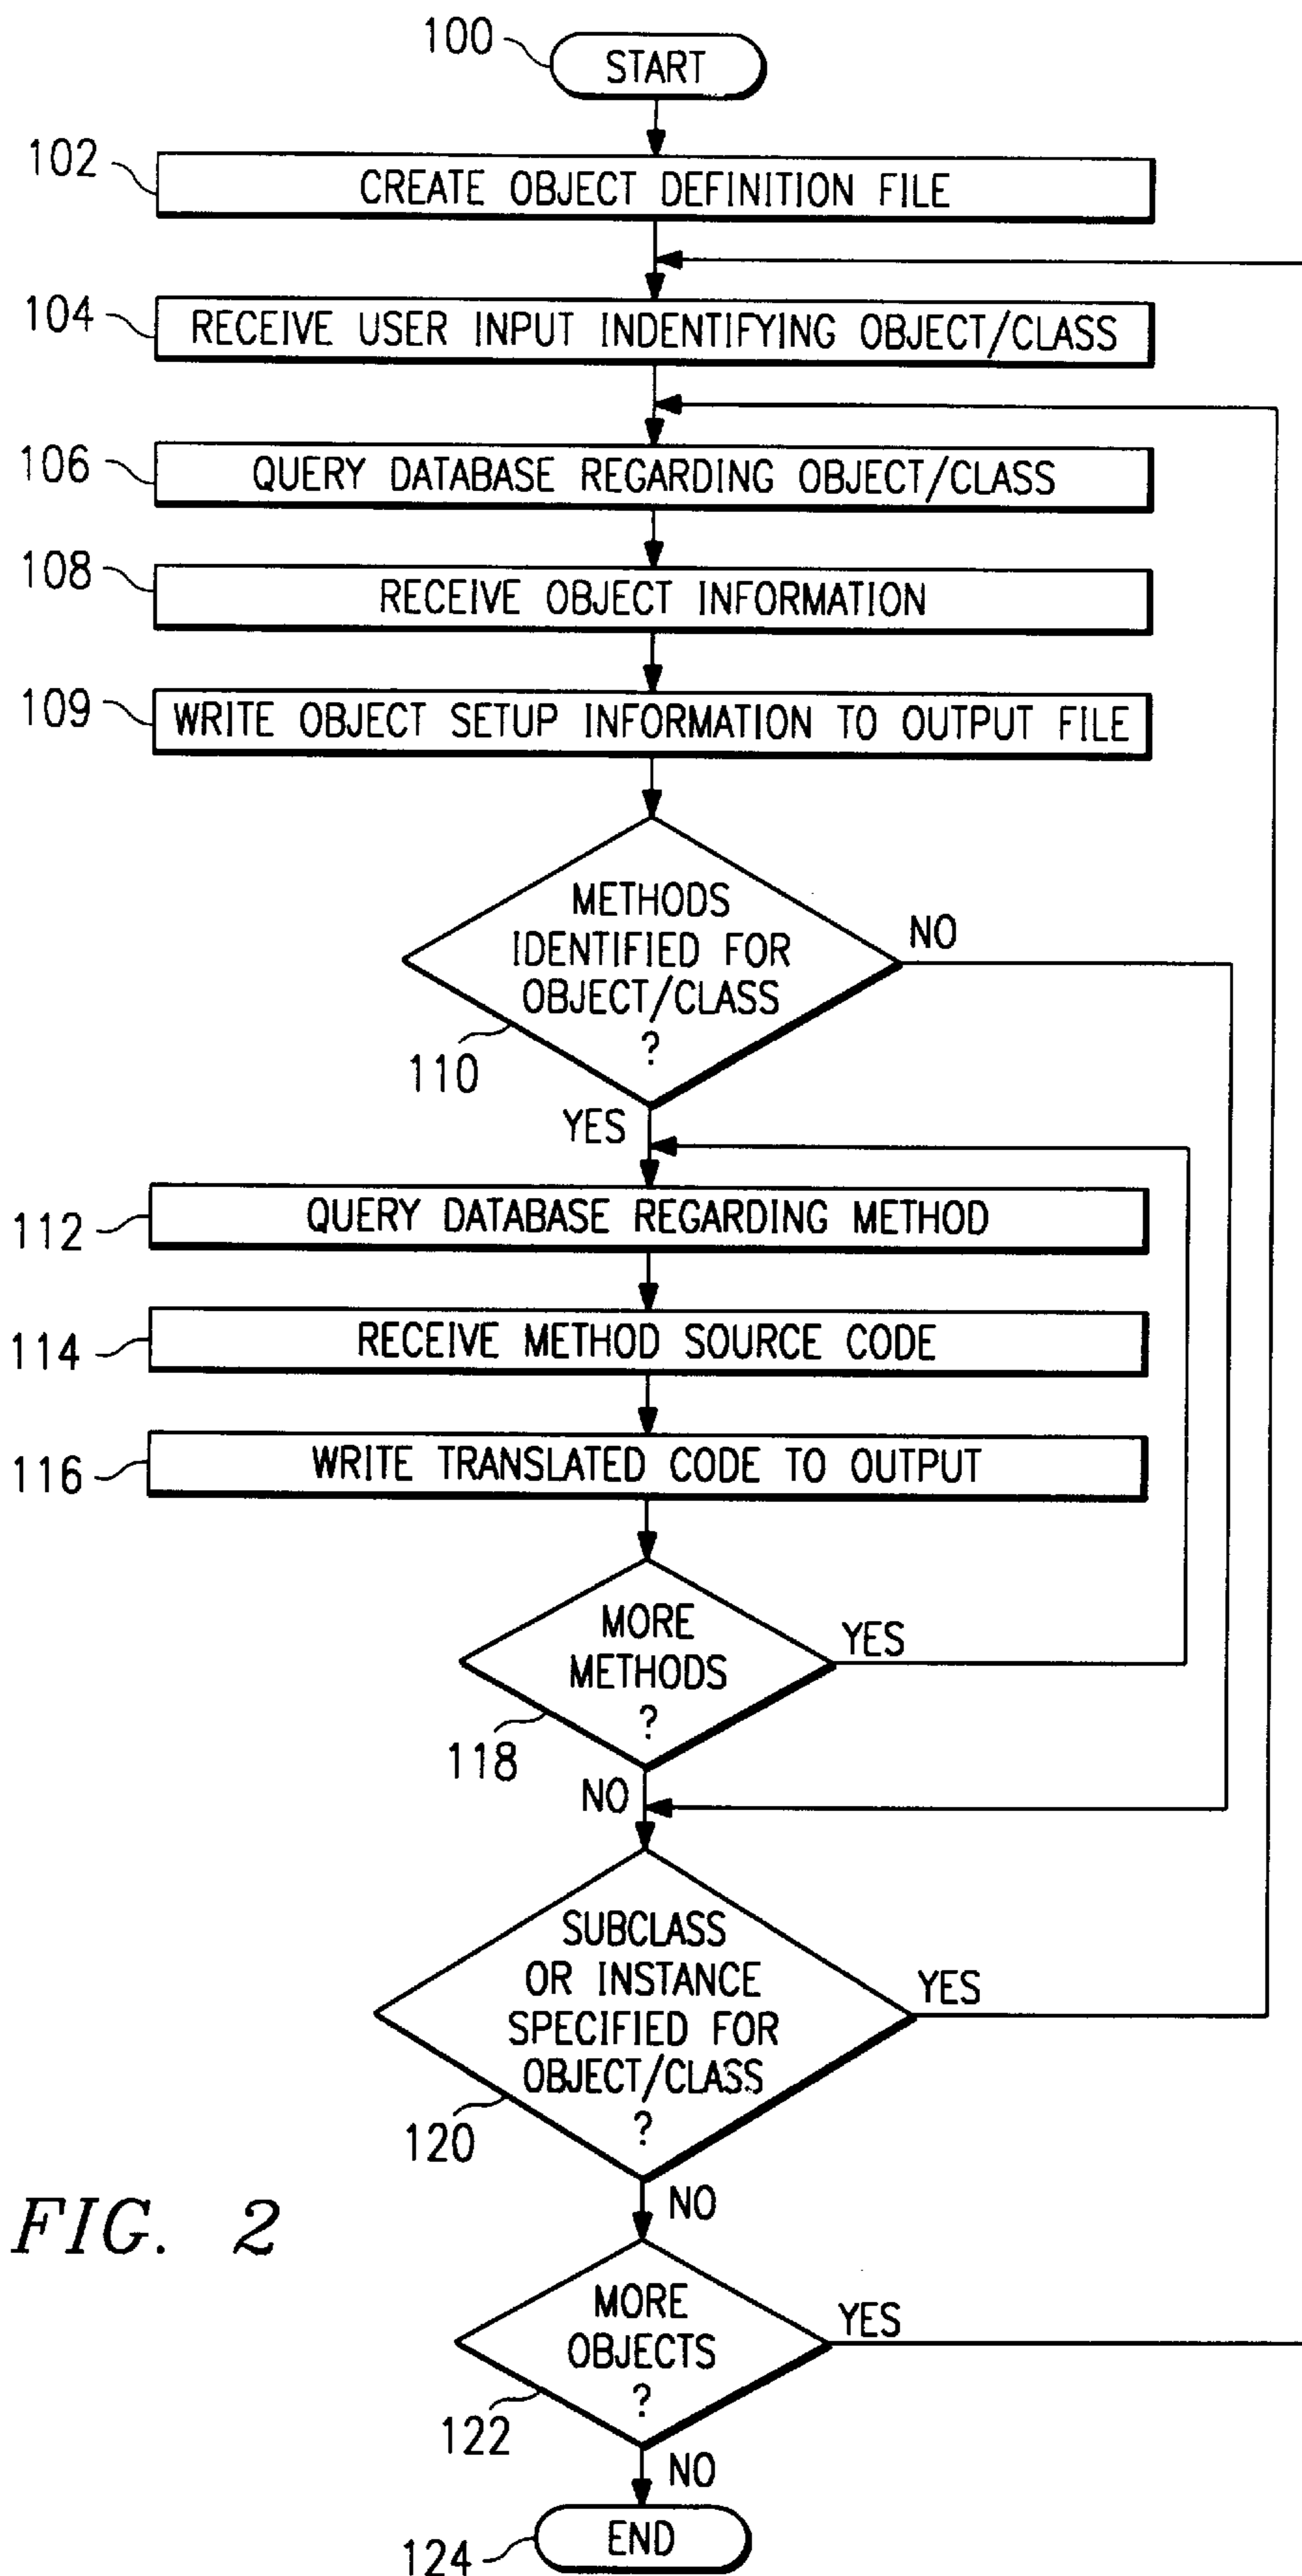 100
START
102
CREATE OBJECT DEFINITION FILE
104
RECEIVE USER INPUT INDENTIFYING OBJECT/CLASS
106
QUERY DATABASE REGARDING OBJECT/CLASS
108
RECEIVE OBJECT INFORMATION
109
WRITE OBJECT SETUP INFORMATION TO OUTPUT FILE
METHODS
IDENTIFIED FOR
OBJECT/CLASS
?
NO
110
YES
112
QUERY DATABASE REGARDING METHOD
114
RECEIVE METHOD SOURCE CODE
116
WRITE TRANSLATED CODE TO OUTPUT
MORE
METHODS
?
YES
118
NO
SUBCLASS
OR INSTANCE
SPECIFIED FOR
OBJECT/CLASS
?
YES
120
NO
FIG. 2
MORE
OBJECTS
?
YES
122
NO
END
124